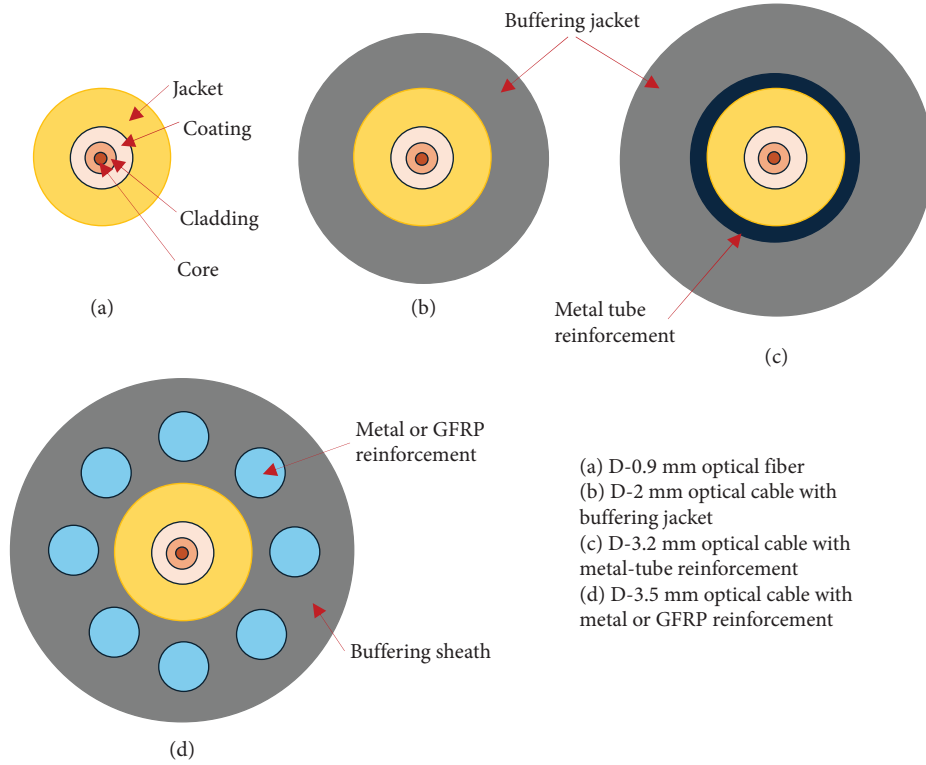 Buffering jacket
Jacket
Coating
Cladding
Core
(a)
(b)
Metal tube
reinforcement
(c)
Metal or GFRP
reinforcement
Buffering sheath
(d)
(a) D-0.9 mm optical fiber
(b) D-2 mm optical cable with
buffering jacket
(c) D-3.2 mm optical cable with
metal-tube reinforcement
(d) D-3.5 mm optical cable with
metal or GFRP reinforcement